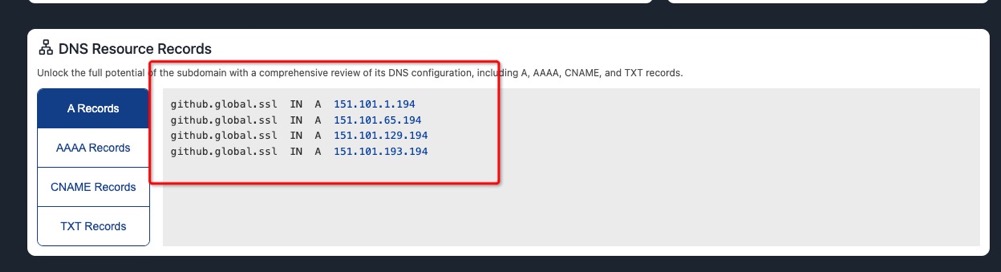 DNS Resource Records
Unlock the full potential of the subdomain with a comprehensive review of its DNS configuration, including A, AAAA, CNAME, and TXT records.
A Records
AAAA Records
CNAME Records
TXT Records
github.global.ssl IN A 151.101.1.194
github.global.ssl IN A 151.101.65.194
github.global.ssl IN A 151.101.129.194
github.global.ssl IN A 151.101.193.194